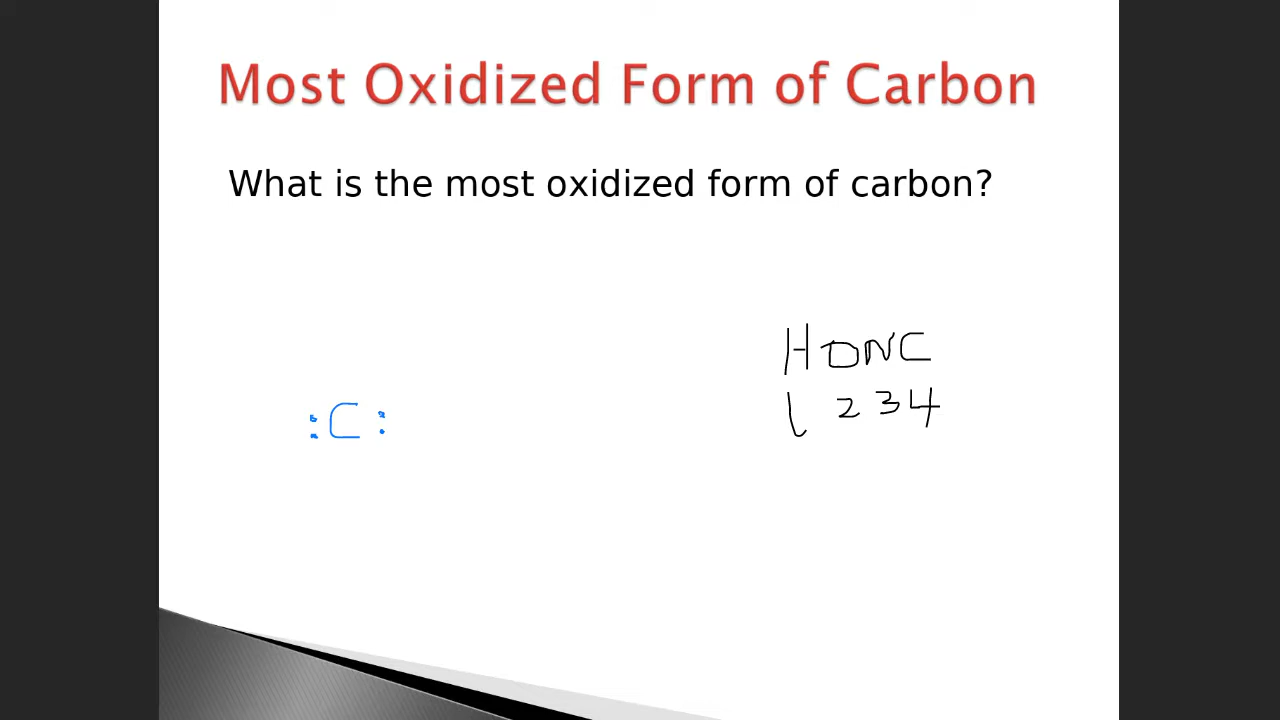 Most Oxidized Form of Carbon
What is the most oxidized form of carbon?
HONC
1 2 3 4
:C: